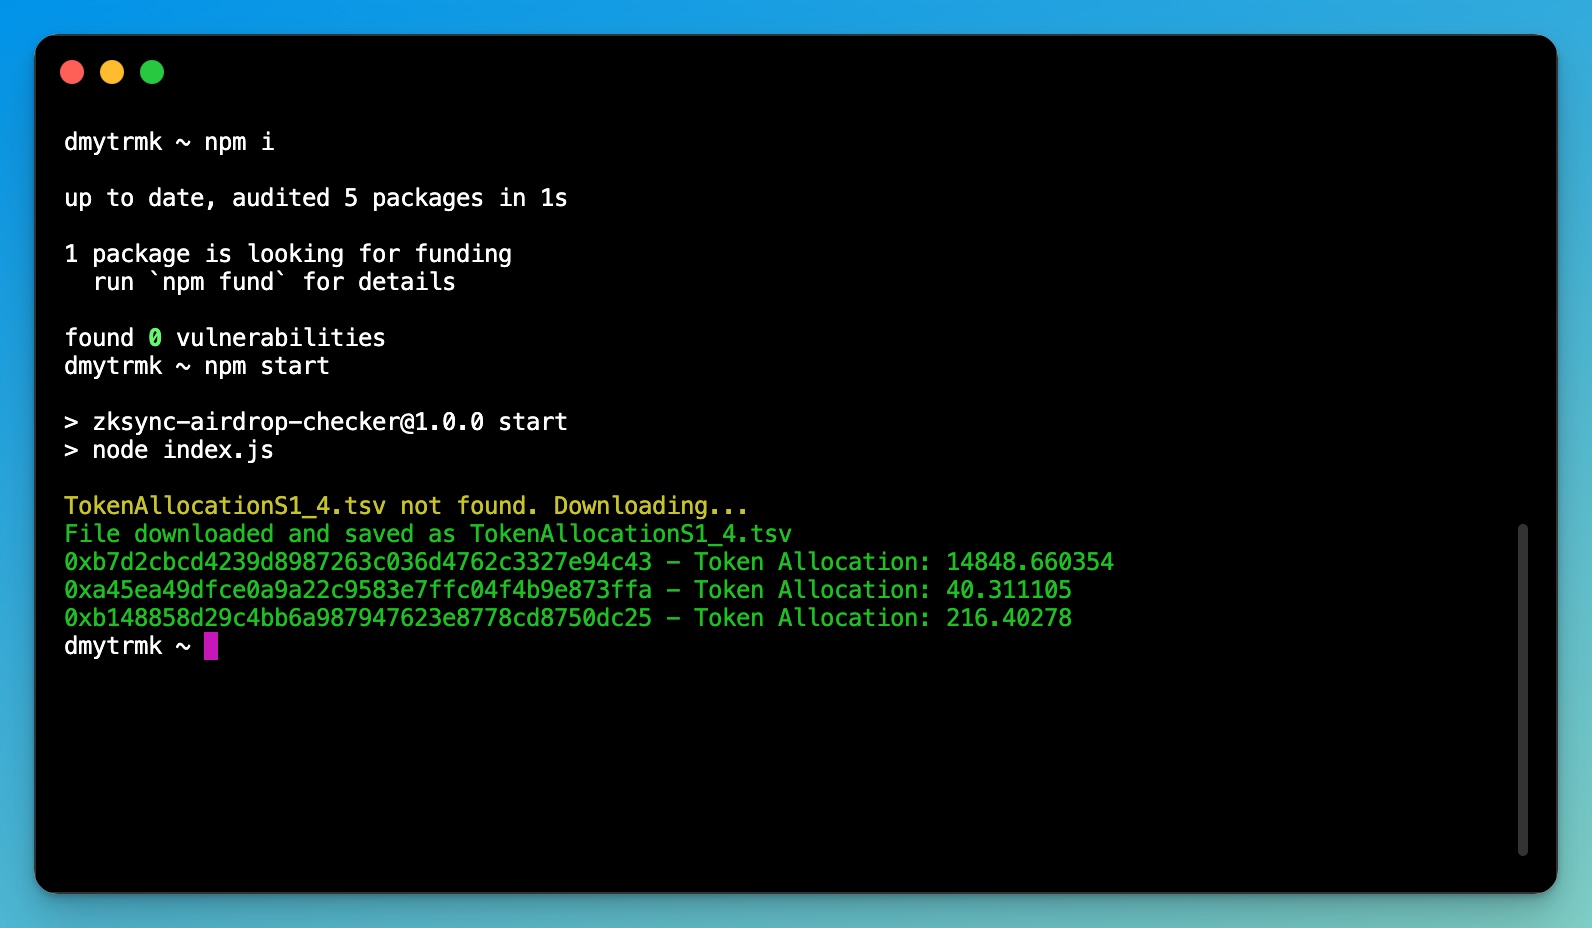 dmytrmk ~ npm i
up to date, audited 5 packages in 1s
1 package is looking for funding
  run `npm fund` for details
found 0 vulnerabilities
dmytrmk ~ npm start
> zksync-airdrop-checker@1.0.0 start
> node index.js
TokenAllocationS1_4.tsv not found. Downloading...
File downloaded and saved as TokenAllocationS1_4.tsv
0xb7d2cbcd4239d8987263c036d4762c3327e94c43 - Token Allocation: 14848.660354
0xa45ea49dfce0a9a22c9583e7ffc04f4b9e873ffa - Token Allocation: 40.311105
0xb148858d29c4bb6a987947623e8778cd8750dc25 - Token Allocation: 216.40278
dmytrmk ~